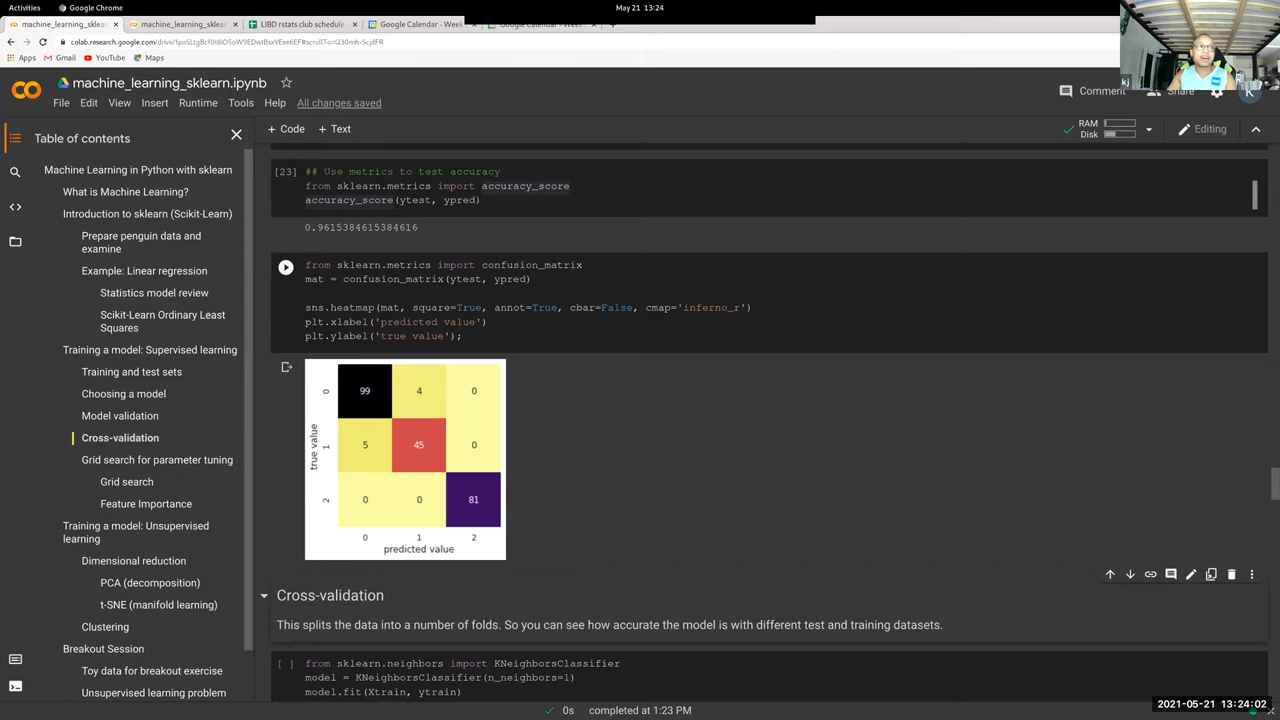 Activities
Google Chrome
May 21 13:24
machine_learning_sklearn.i
machine_learning_sklearn.i
LIBD rstats club schedule
Google Calendar - Week
Google Calendar - Week
Apps
Gmail
YouTube
Maps
kj
machine_learning_sklearn.ipynb
File Edit View Insert Runtime Tools Help All changes saved
Comment
Share
K
Table of contents
+ Code + Text
RAM
Disk
Editing
Machine Learning in Python with sklearn
What is Machine Learning?
Introduction to sklearn (Scikit-Learn)
Prepare penguin data and
examine
Example: Linear regression
Statistics model review
Scikit-Learn Ordinary Least
Squares
Training a model: Supervised learning
Training and test sets
Choosing a model
Model validation
Cross-validation
Grid search for parameter tuning
Grid search
Feature Importance
Training a model: Unsupervised
learning
Dimensional reduction
PCA (decomposition)
t-SNE (manifold learning)
Clustering
Breakout Session
Toy data for breakout exercise
Unsupervised learning problem
[23] ## Use metrics to test accuracy
from sklearn.metrics import accuracy_score
accuracy_score(ytest, ypred)
0.9615384615384616
from sklearn.metrics import confusion_matrix
mat = confusion_matrix(ytest, ypred)
sns.heatmap(mat, square=True, annot=True, cbar=False, cmap='inferno_r')
plt.xlabel('predicted value')
plt.ylabel('true value');
true value
0 99 4 0
1 5 45 0
2 0 0 81
0 1 2
predicted value
Cross-validation
This splits the data into a number of folds. So you can see how accurate the model is with different test and training datasets.
[ ] from sklearn.neighbors import KNeighborsClassifier
model = KNeighborsClassifier(n_neighbors=1)
model.fit(Xtrain, ytrain)
0s completed at 1:23 PM
2021-05-21 13:24:02